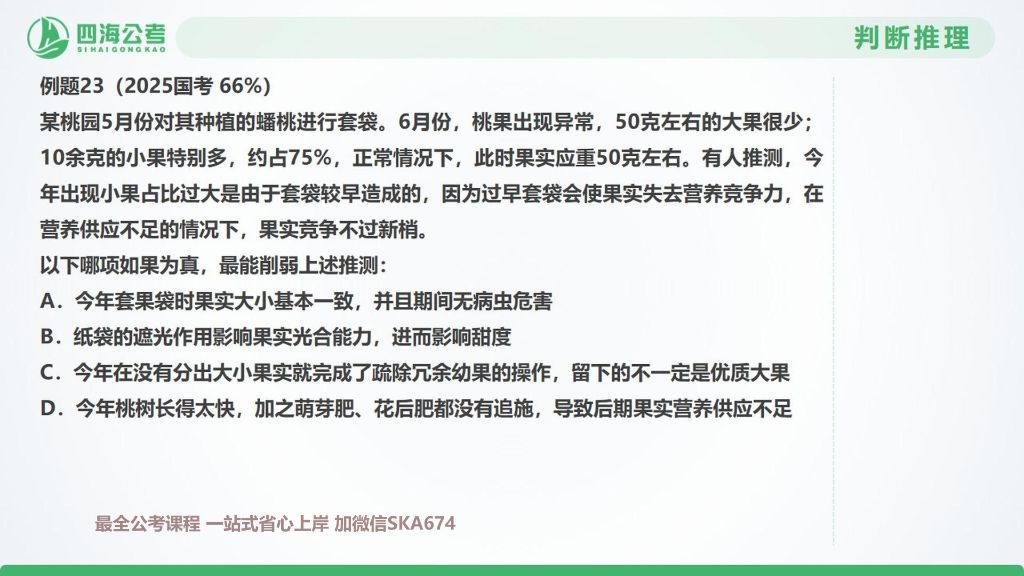 四海公考
SIHAIGONGKAO
判断推理
例题23（2025国考 66%）
某桃园5月份对其种植的蟠桃进行套袋。6月份，桃果出现异常，50克左右的大果很少；
10余克的小果特别多，约占75%，正常情况下，此时果实应重50克左右。有人推测，今
年出现小果占比过大是由于套袋较早造成的，因为过早套袋会使果实失去营养竞争力，在
营养供应不足的情况下，果实竞争不过新梢。
以下哪项如果为真，最能削弱上述推测：
A．今年套果袋时果实大小基本一致，并且期间无病虫危害
B．纸袋的遮光作用影响果实光合能力，进而影响甜度
C．今年在没有分出大小果实就完成了疏除冗余幼果的操作，留下的不一定是优质大果
D．今年桃树长得太快，加之萌芽肥、花后肥都没有追施，导致后期果实营养供应不足
最全公考课程 一站式省心上岸 加微信SKA674